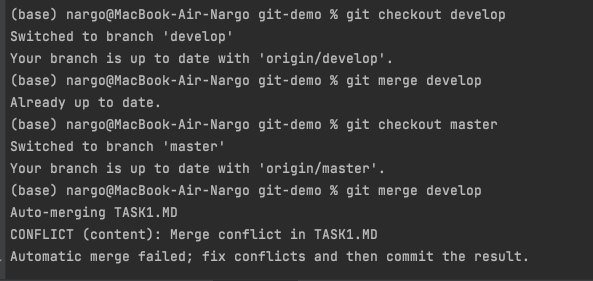 (base) nargo@MacBook-Air-Nargo git-demo % git checkout develop
Switched to branch 'develop'
Your branch is up to date with 'origin/develop'.
(base) nargo@MacBook-Air-Nargo git-demo % git merge develop
Already up to date.
(base) nargo@MacBook-Air-Nargo git-demo % git checkout master
Switched to branch 'master'
Your branch is up to date with 'origin/master'.
(base) nargo@MacBook-Air-Nargo git-demo % git merge develop
Auto-merging TASK1.MD
CONFLICT (content): Merge conflict in TASK1.MD
Automatic merge failed; fix conflicts and then commit the result.